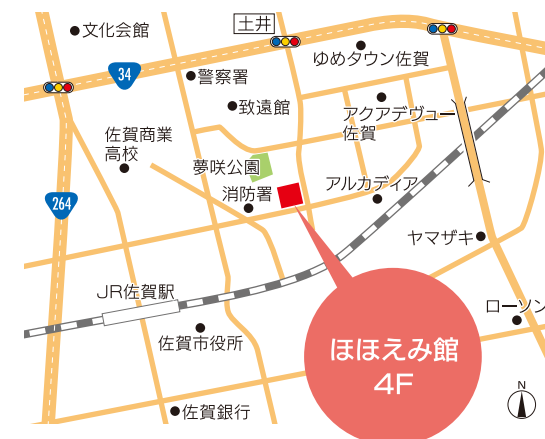 土井
文化会館
ゆめタウン佐賀
34
警察署
致遠館
アクアデヴュー
佐賀
佐賀商業
高校
夢咲公園
消防署
アルカディア
264
ヤマザキ
JR佐賀駅
ローソン
佐賀市役所
ほほえみ館
4F
佐賀銀行
N